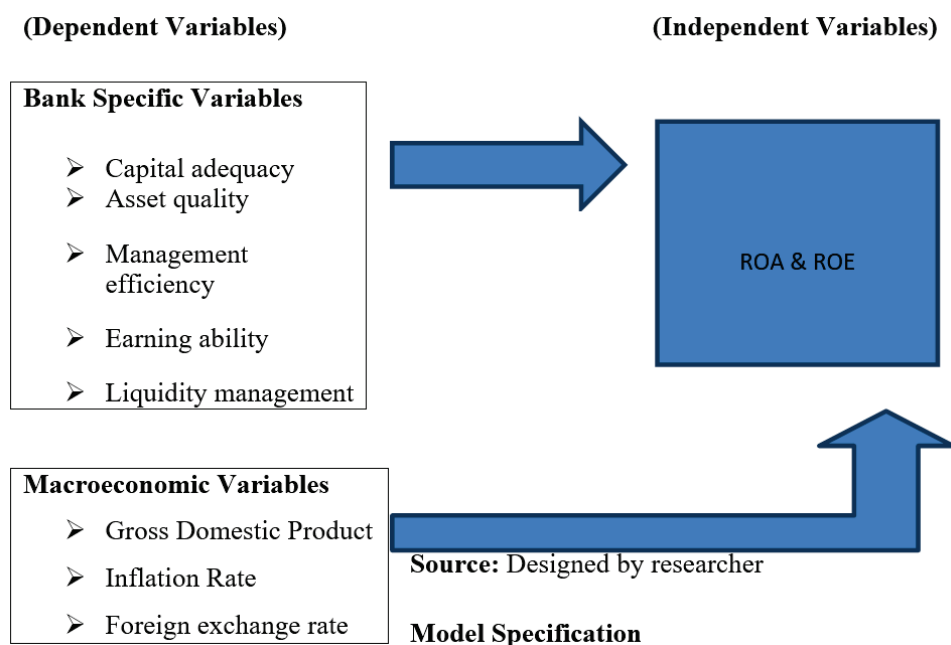 (Dependent Variables)
(Independent Variables)
Bank Specific Variables
➤ Capital adequacy
➤ Asset quality
➤ Management
efficiency
➤ Earning ability
➤ Liquidity management
ROA & ROE
Macroeconomic Variables
➤ Gross Domestic Product
➤ Inflation Rate
➤ Foreign exchange rate
Source: Designed by researcher
Model Specification